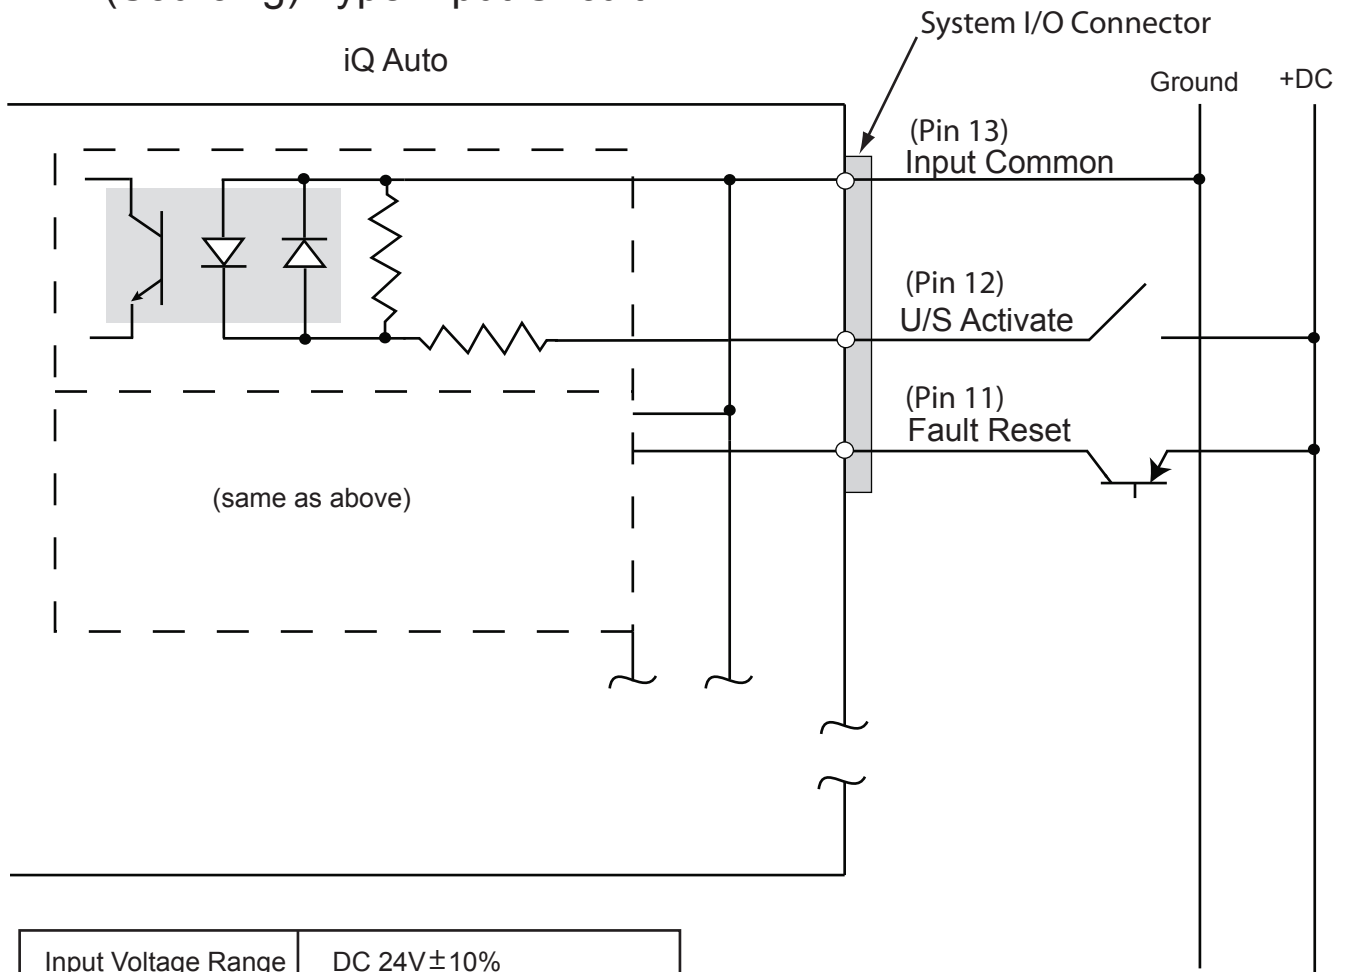 iQ Auto
System I/O Connector
Ground
+DC
(Pin 13)
Input Common
(Pin 12)
U/S Activate
(Pin 11)
Fault Reset
(same as above)
Input Voltage Range
DC 24V±10%